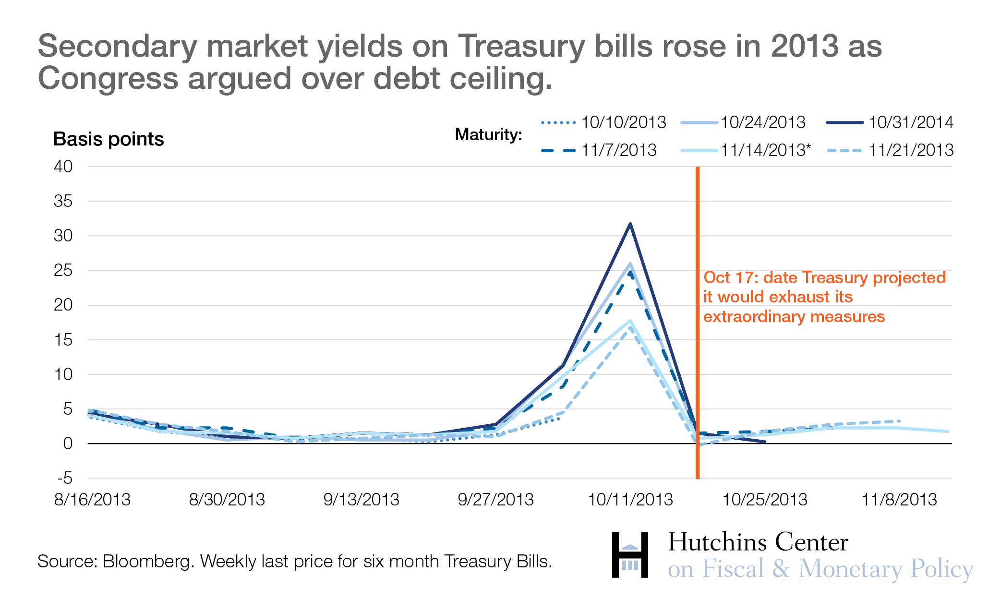 Secondary market yields on Treasury bills rose in 2013 as
Congress argued over debt ceiling.
Maturity:
10/10/2013
10/24/2013
10/31/2014
11/7/2013
11/14/2013*
11/21/2013
Basis points
40
35
30
25
20
15
10
5
0
-5
Oct 17: date Treasury projected
it would exhaust its
extraordinary measures
8/16/2013
8/30/2013
9/13/2013
9/27/2013
10/11/2013
10/25/2013
11/8/2013
Source: Bloomberg. Weekly last price for six month Treasury Bills.
Hutchins Center
on Fiscal & Monetary Policy